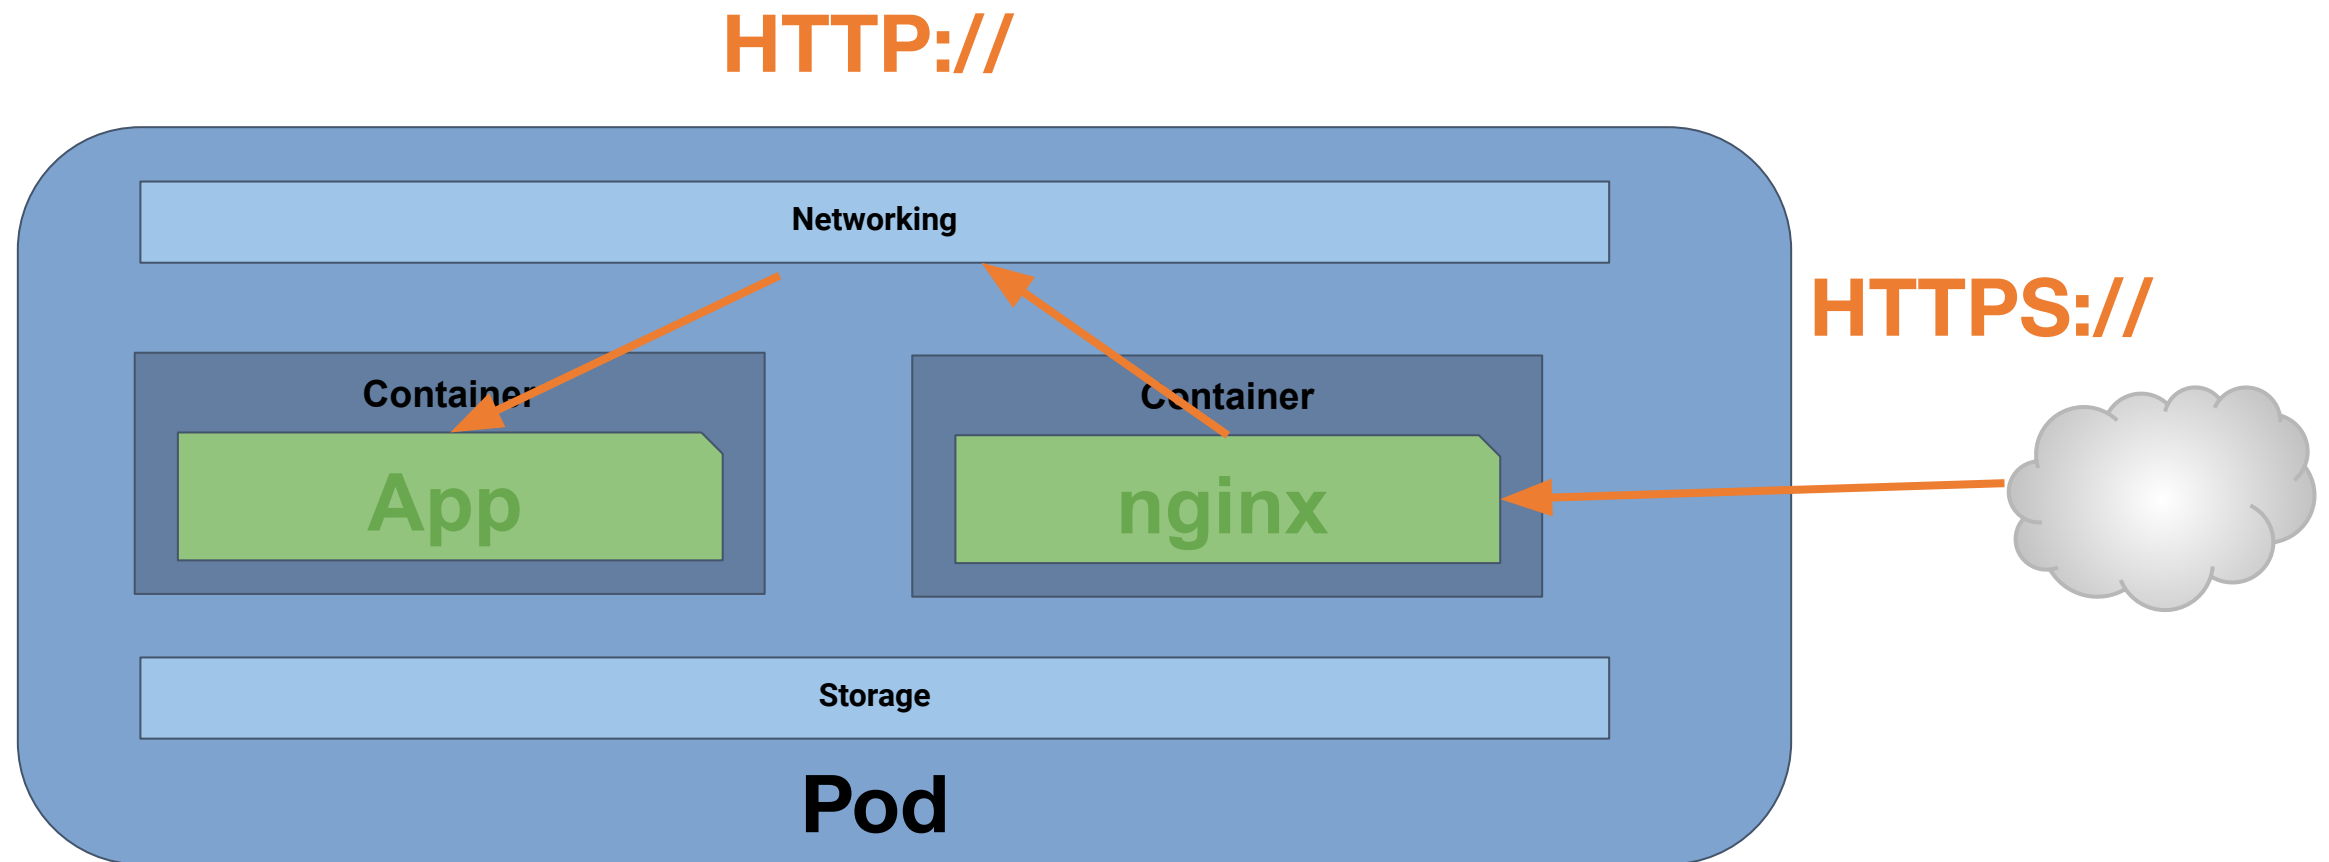 HTTP://
Networking
HTTPS://
Container
Container
App
nginx
Storage
Pod